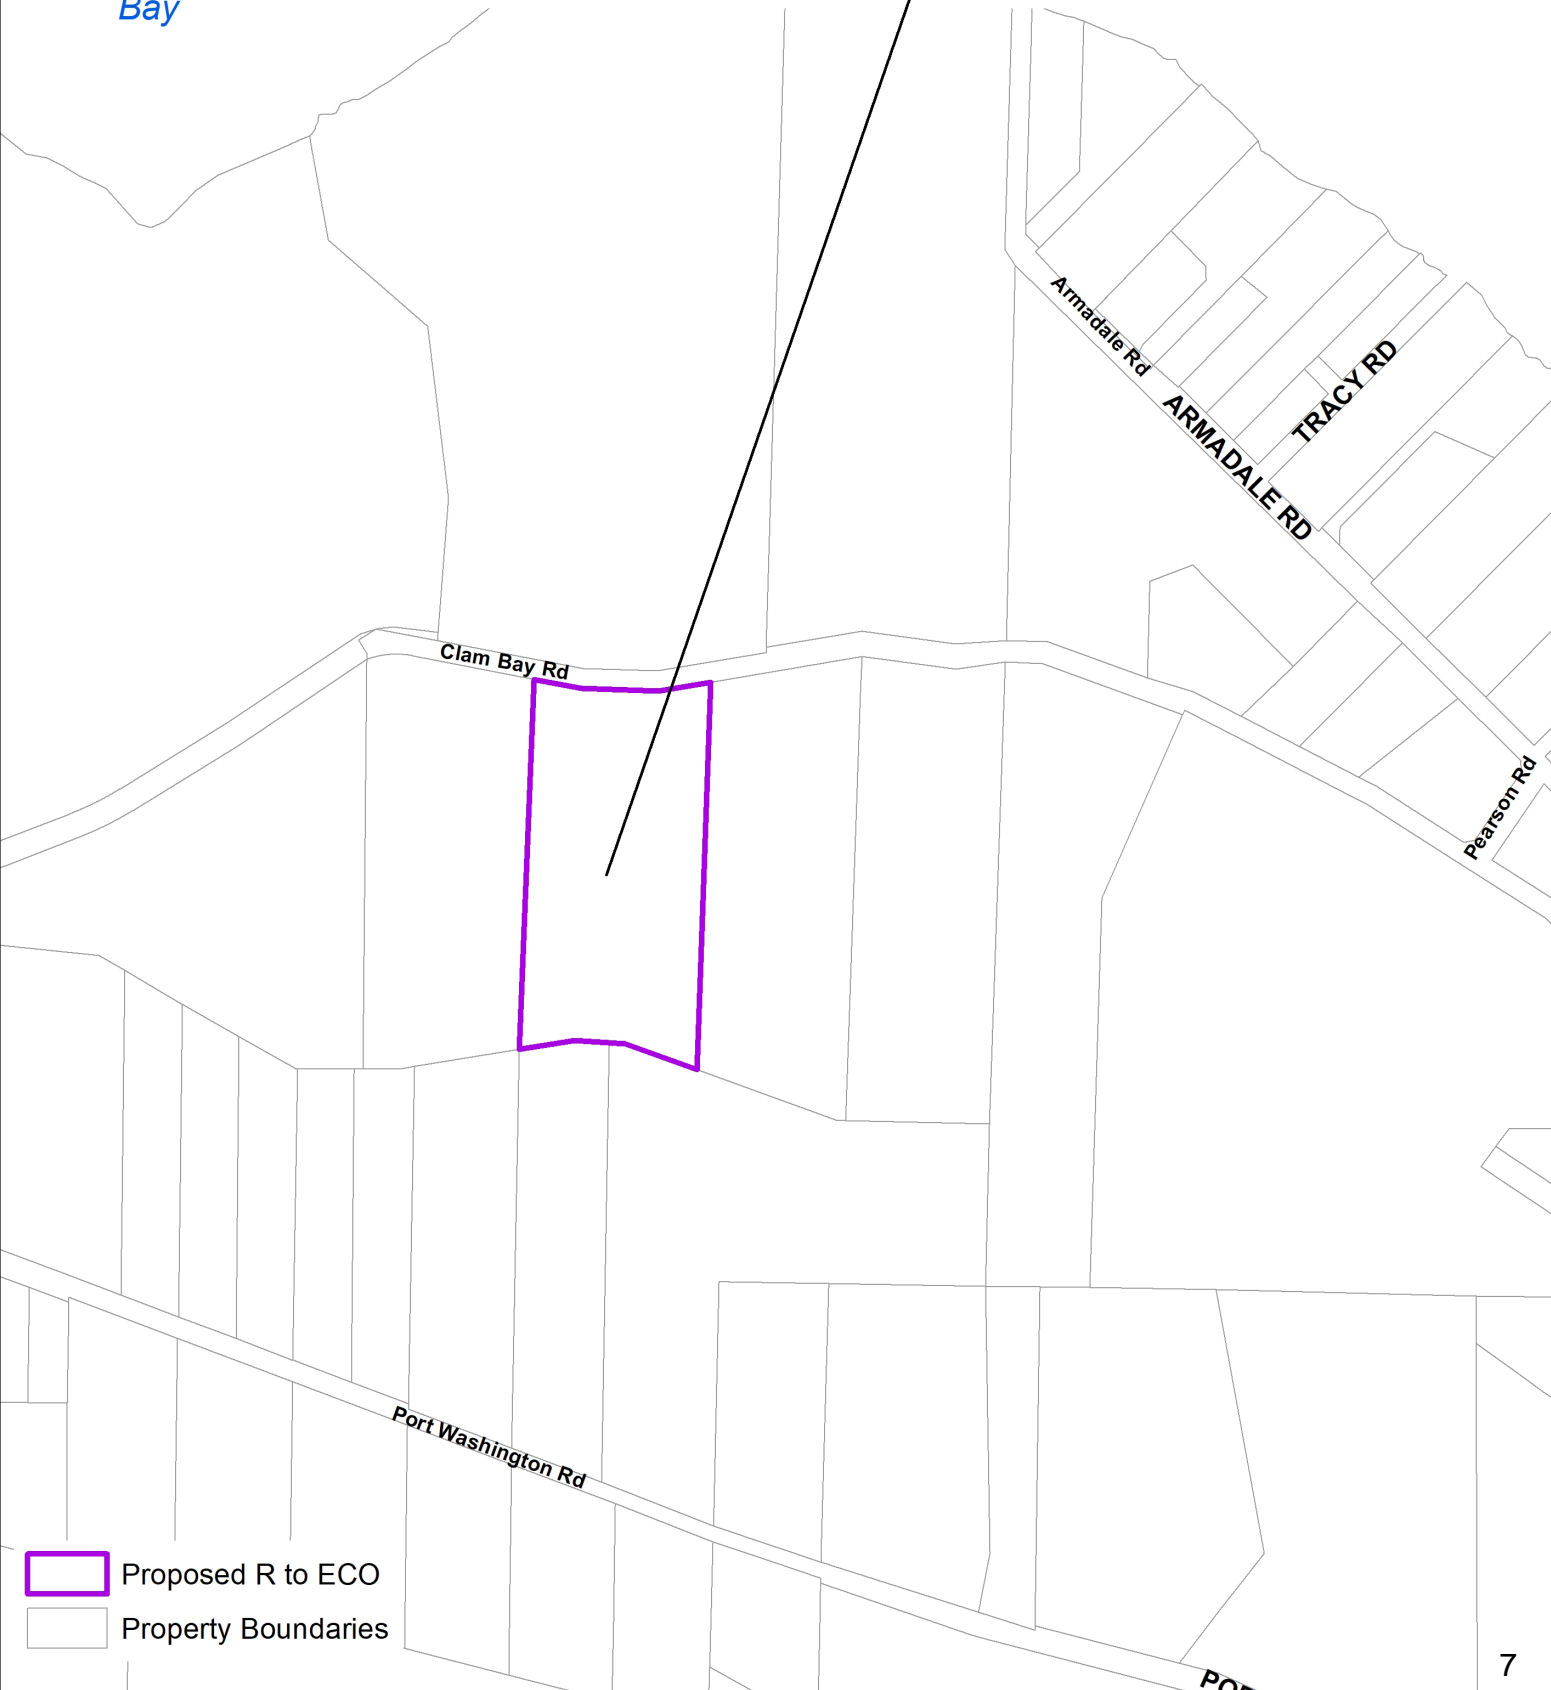 Bay
Armadale Rd
TRACY RD
ARMADALE RD
Clam Bay Rd
Pearson Rd
Port Washington Rd
Proposed R to ECO
Property Boundaries
7